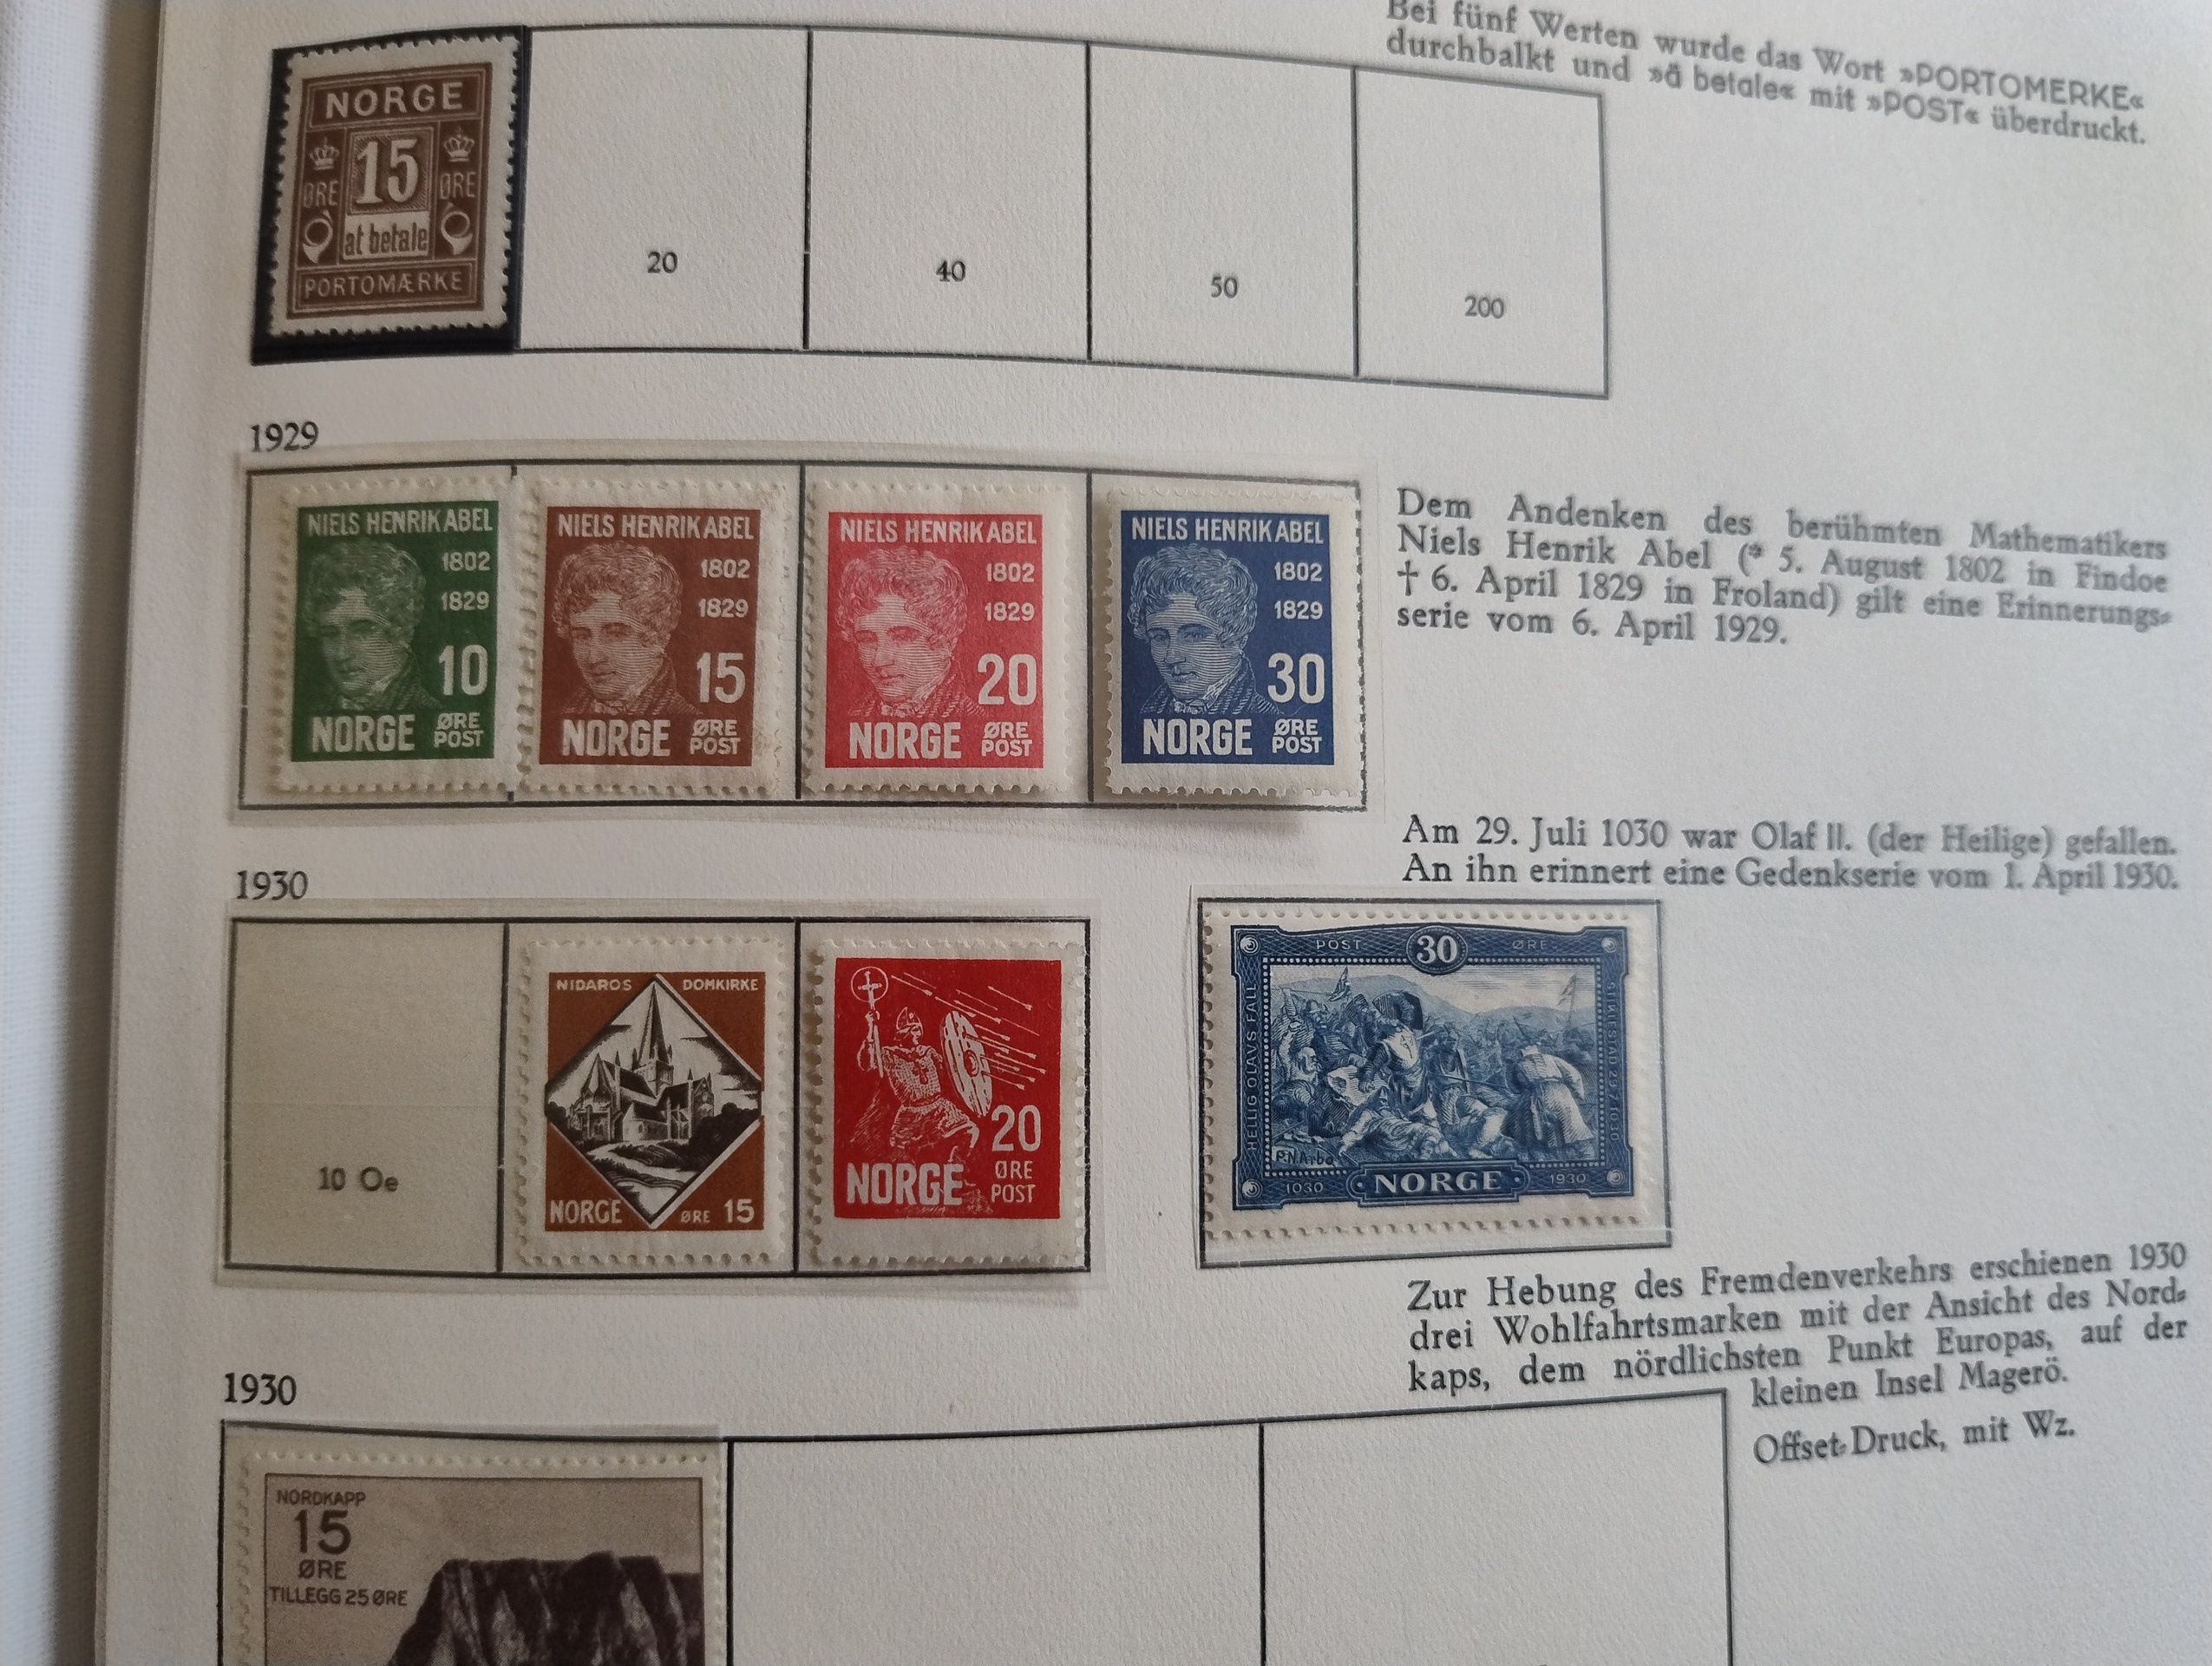 Bei fünf Werten wurde das Wort »PORTOMERKE«
durchbalkt und »ä betale« mit »POST« überdruckt.
NORGE
15
ØRE ØRE
at betale
PORTOMÆRKE
20
40
50
200
1929
NIELS HENRIK ABEL
1802
1829
10
NORGE ØRE
POST
NIELS HENRIK ABEL
1802
1829
15
NORGE ØRE
POST
NIELS HENRIK ABEL
1802
1829
20
NORGE ØRE
POST
NIELS HENRIK ABEL
1802
1829
30
NORGE ØRE
POST
Dem Andenken des berühmten Mathematikers
Niels Henrik Abel (* 5. August 1802 in Findoe
† 6. April 1829 in Froland) gilt eine Erinnerungs-
serie vom 6. April 1929.
Am 29. Juli 1030 war Olaf II. (der Heilige) gefallen.
An ihn erinnert eine Gedenkserie vom 1. April 1930.
1930
10 Oe
NIDAROS DOMKIRKE
NORGE ØRE 15
20
ØRE
NORGE POST
POST 30 ØRE
HELLIG OLAVS FALL
STIKLESTAD 29-7 1030
P.N.Arbo
1030 NORGE 1930
Zur Hebung des Fremdenverkehrs erschienen 1930
drei Wohlfahrtsmarken mit der Ansicht des Nord-
kaps, dem nördlichsten Punkt Europas, auf der
kleinen Insel Magerö.
Offset-Druck, mit Wz.
1930
NORDKAPP
15
ØRE
TILLEGG 25 ØRE